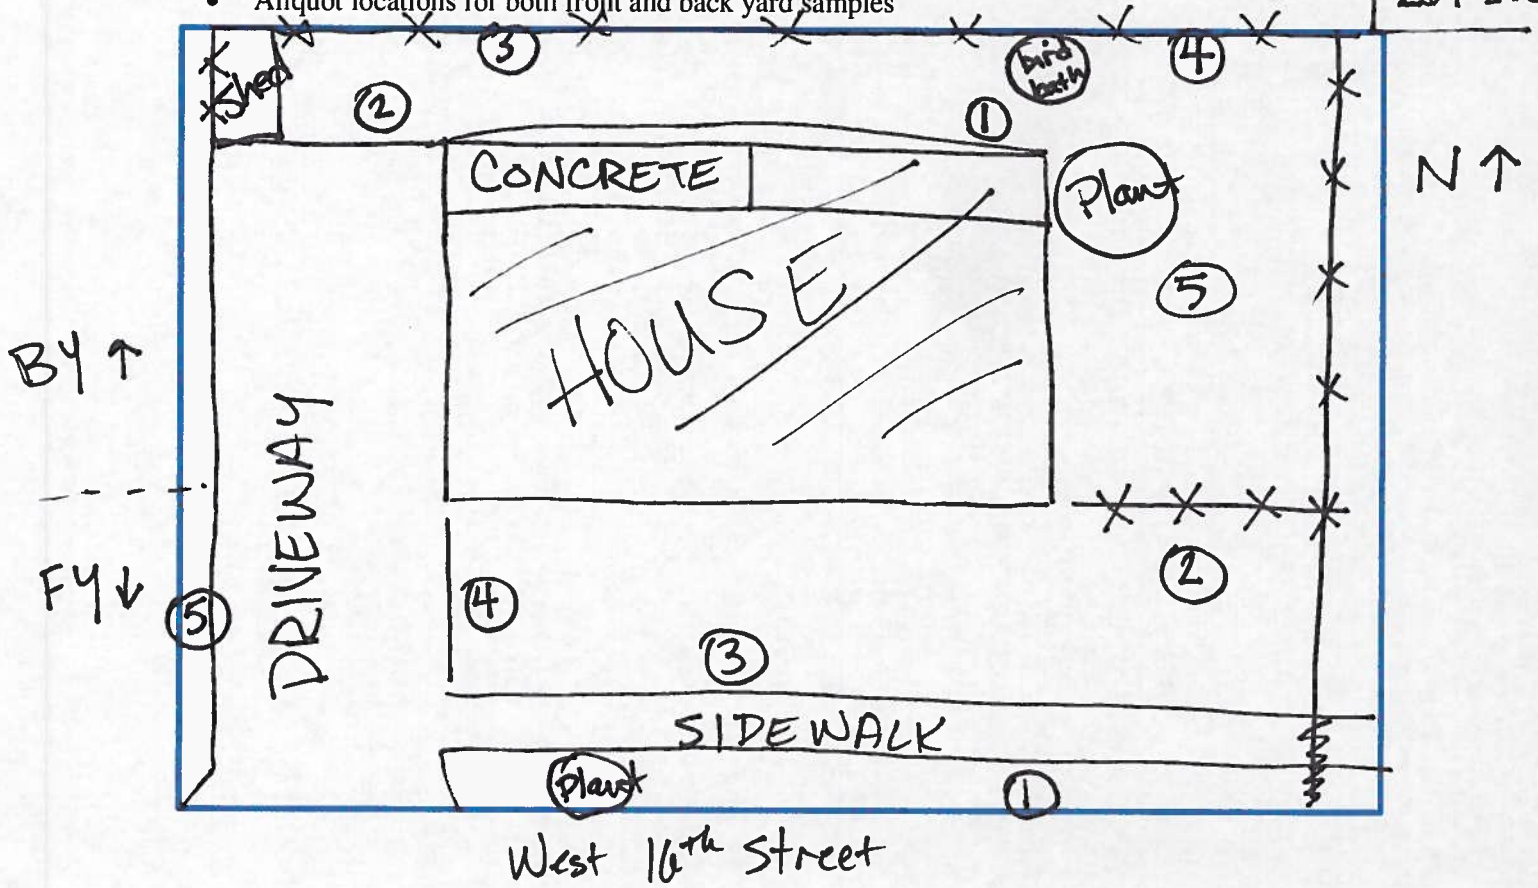 • Aliquot locations for both front and back yard samples
③
bird
bath
④
Shed
②
①
CONCRETE
Plant
N ↑
HOUSE
⑤
BY ↑
DRIVEWAY
FY ↓
②
④
⑤
③
SIDEWALK
Plant
①
West 16th Street